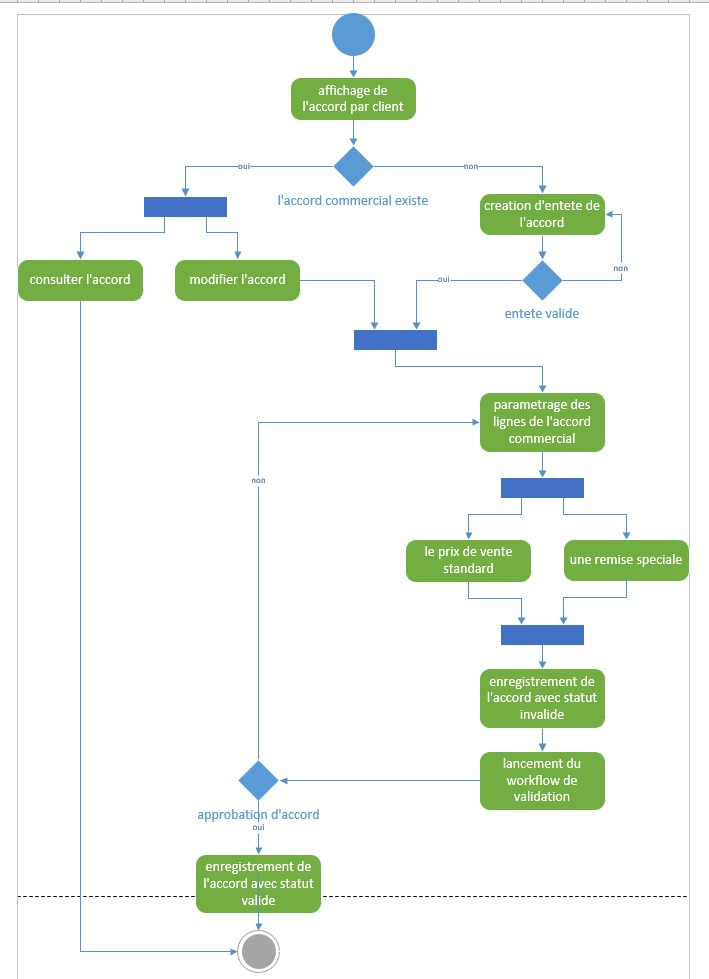 affichage de
l'accord par client
oui
non
l'accord commercial existe
creation d'entete de
l'accord
consulter l'accord
modifier l'accord
oui
non
entete valide
parametrage des
lignes de l'accord
commercial
non
le prix de vente
standard
une remise speciale
enregistrement de
l'accord avec statut
invalide
lancement du
workflow de
validation
approbation d'accord
oui
enregistrement de
l'accord avec statut
valide